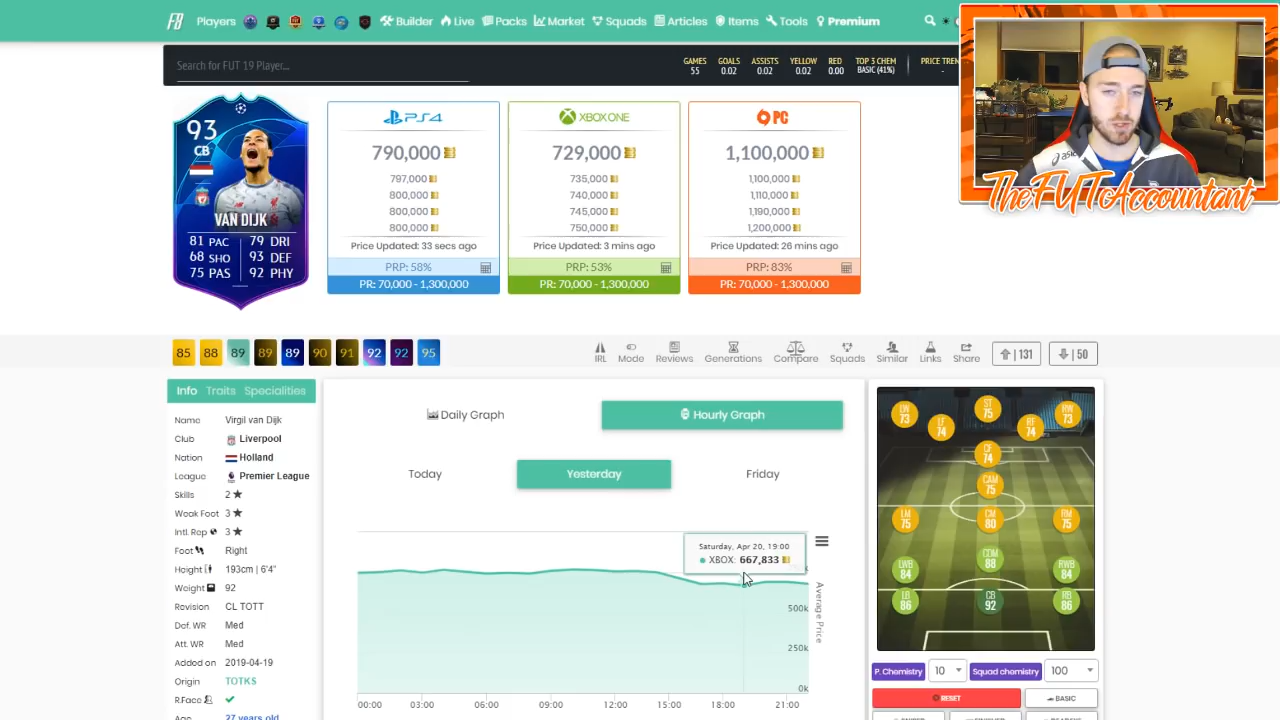 FB Players Builder Live Packs Market Squads Articles Items Tools Premium
Search for FUT 19 Player...
GAMES GOALS ASSISTS YELLOW RED TOP 3 CHEM PRICE TREN
55 0.02 0.02 0.02 0.00 BASIC (41%) -
asics
TheFUTAccountant
93
CB
VAN DIJK
81 PAC 79 DRI
68 SHO 93 DEF
75 PAS 92 PHY
PS4
790,000
797,000
800,000
800,000
800,000
Price Updated: 33 secs ago
PRP: 58%
PR: 70,000 - 1,300,000
XBOX ONE
729,000
735,000
740,000
745,000
750,000
Price Updated: 3 mins ago
PRP: 53%
PR: 70,000 - 1,300,000
PC
1,100,000
1,100,000
1,110,000
1,190,000
1,200,000
Price Updated: 26 mins ago
PRP: 83%
PR: 70,000 - 1,300,000
85 88 89 89 89 90 91 92 92 95
IRL Mode Reviews Generations Compare Squads Similar Links Share | 131 | 50
Info Traits Specialities
Name Virgil van Dijk
Club Liverpool
Nation Holland
League Premier League
Skills 2
Weak Foot 3
Intl. Rep 3
Foot Right
Height 193cm | 6'4"
Weight 92
Revision CL TOTT
Def. WR Med
Att. WR Med
Added on 2019-04-19
Origin TOTKS
R.Face
Age 27 years old
Daily Graph Hourly Graph
Today Yesterday Friday
Saturday, Apr 20, 19:00
XBOX: 667,833
500k
250k
0k
Average Price
:00 03:00 06:00 09:00 12:00 15:00 18:00 21:00
LW 73
ST 75
RW 73
LF 74
RF 74
CF 74
CAM 75
LM 75
CM 80
RM 75
CDM 88
LWB 84
RWB 84
LB 86
CB 92
RB 86
P. Chemistry 10 Squad chemistry 100
RESET BASIC